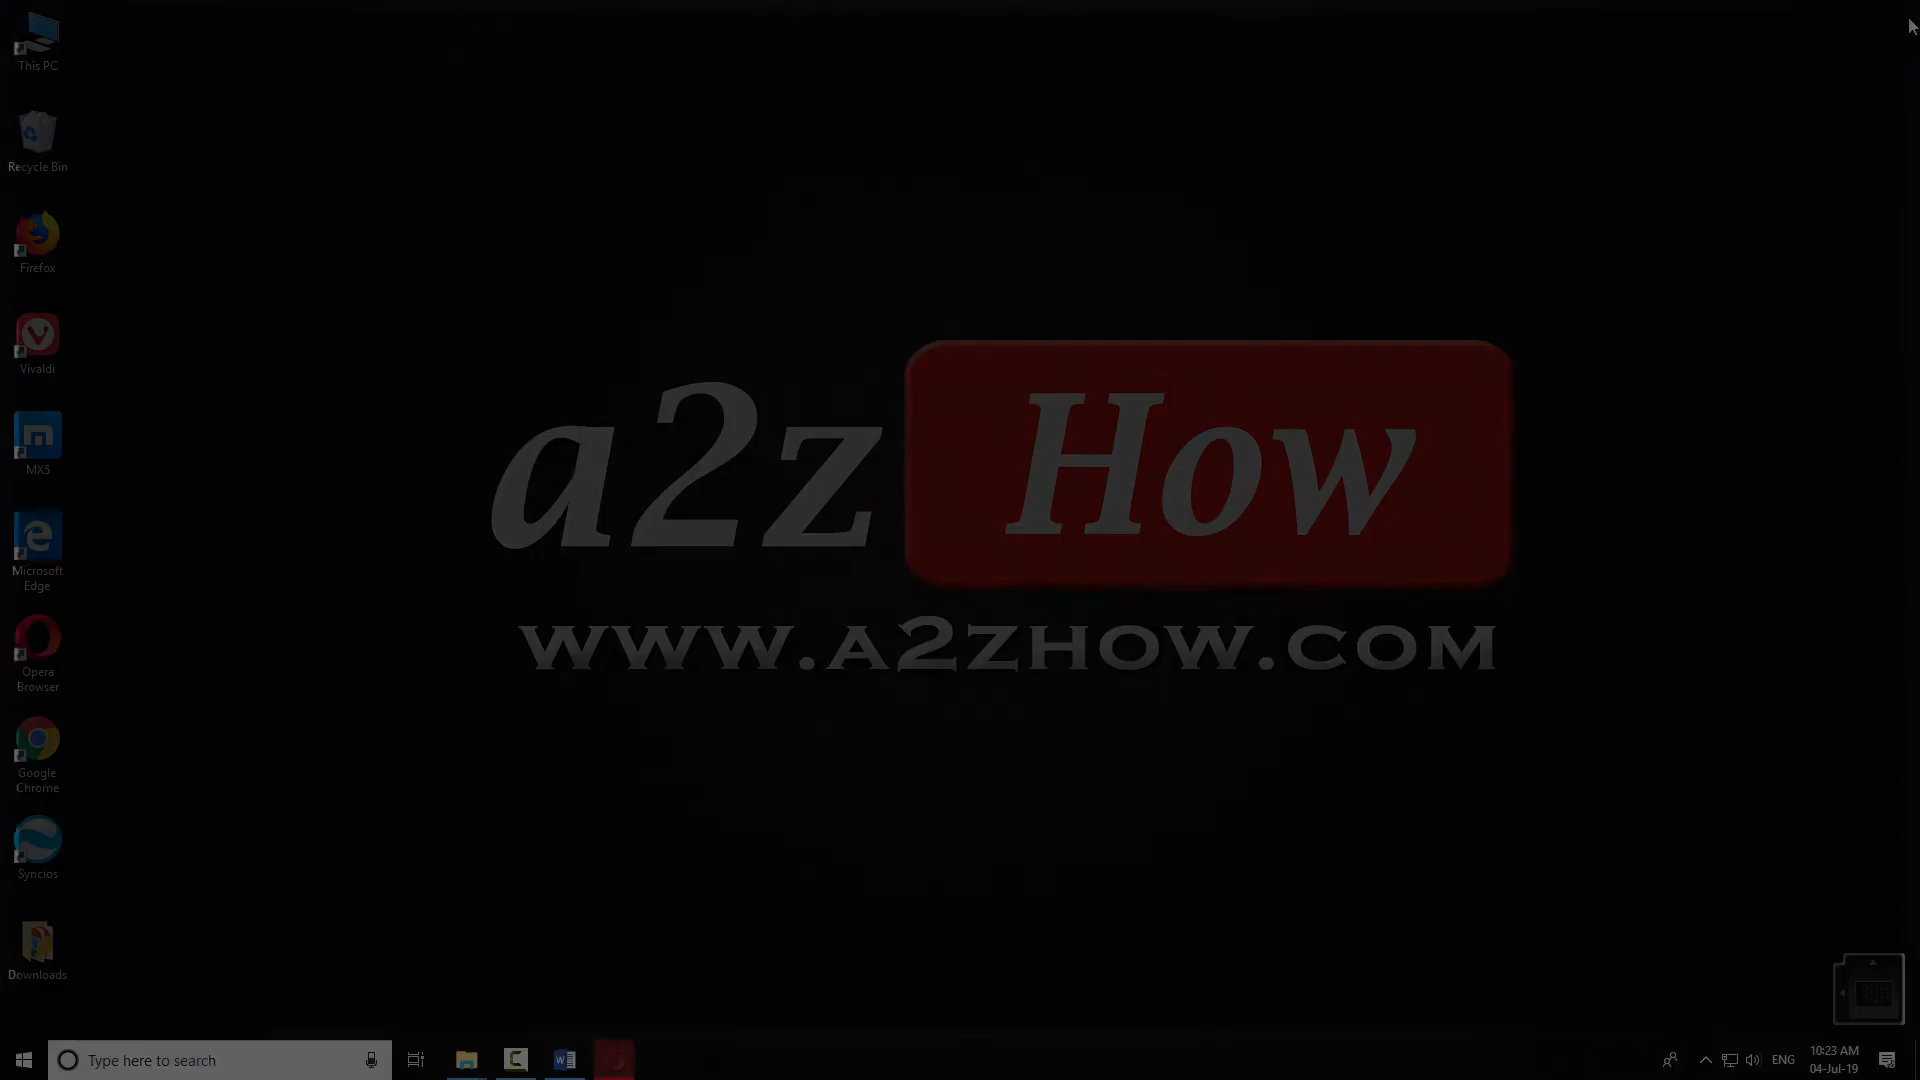 This PC
Recycle Bin
Firefox
Vivaldi
MX5
Microsoft
Edge
Opera
Browser
Google
Chrome
Syncios
Downloads
a2z How
WWW.A2ZHOW.COM
Type here to search
ENG
10:23 AM
04-Jul-19